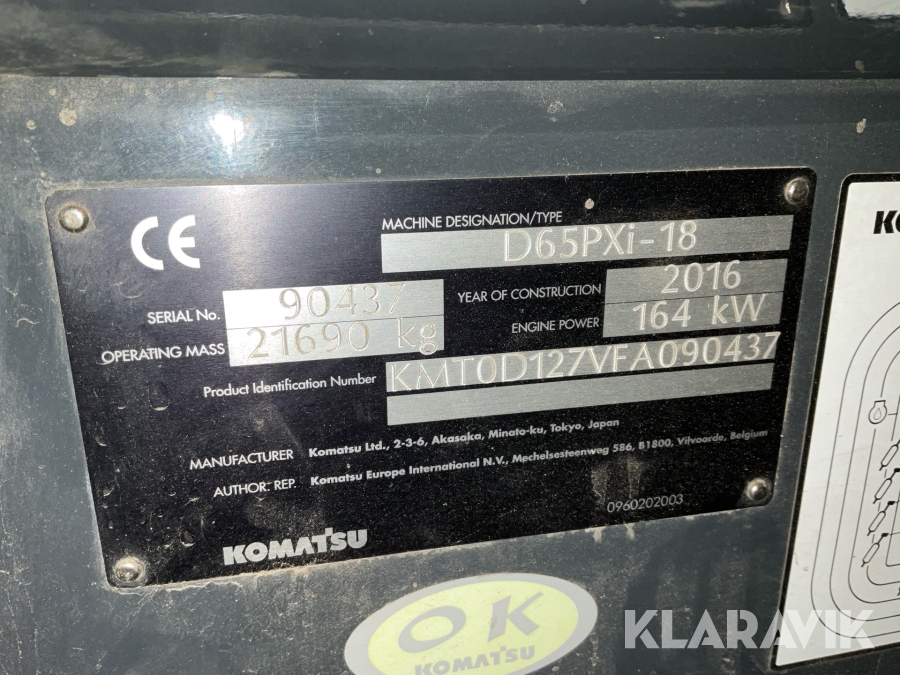 CE
MACHINE DESIGNATION/TYPE D65PXi-18
SERIAL No. 90437
YEAR OF CONSTRUCTION 2016
OPERATING MASS 21690 kg
ENGINE POWER 164 kW
Product Identification Number KMT0D127VFA090437
MANUFACTURER Komatsu Ltd., 2-3-6, Akasaka, Minato-ku, Tokyo, Japan
AUTHOR. REP. Komatsu Europe International N.V., Mechelsesteenweg 586, B1800, Vilvoorde, Belgium
0960202003
KOMATSU
OK
KOMATSU
KLARAVIK